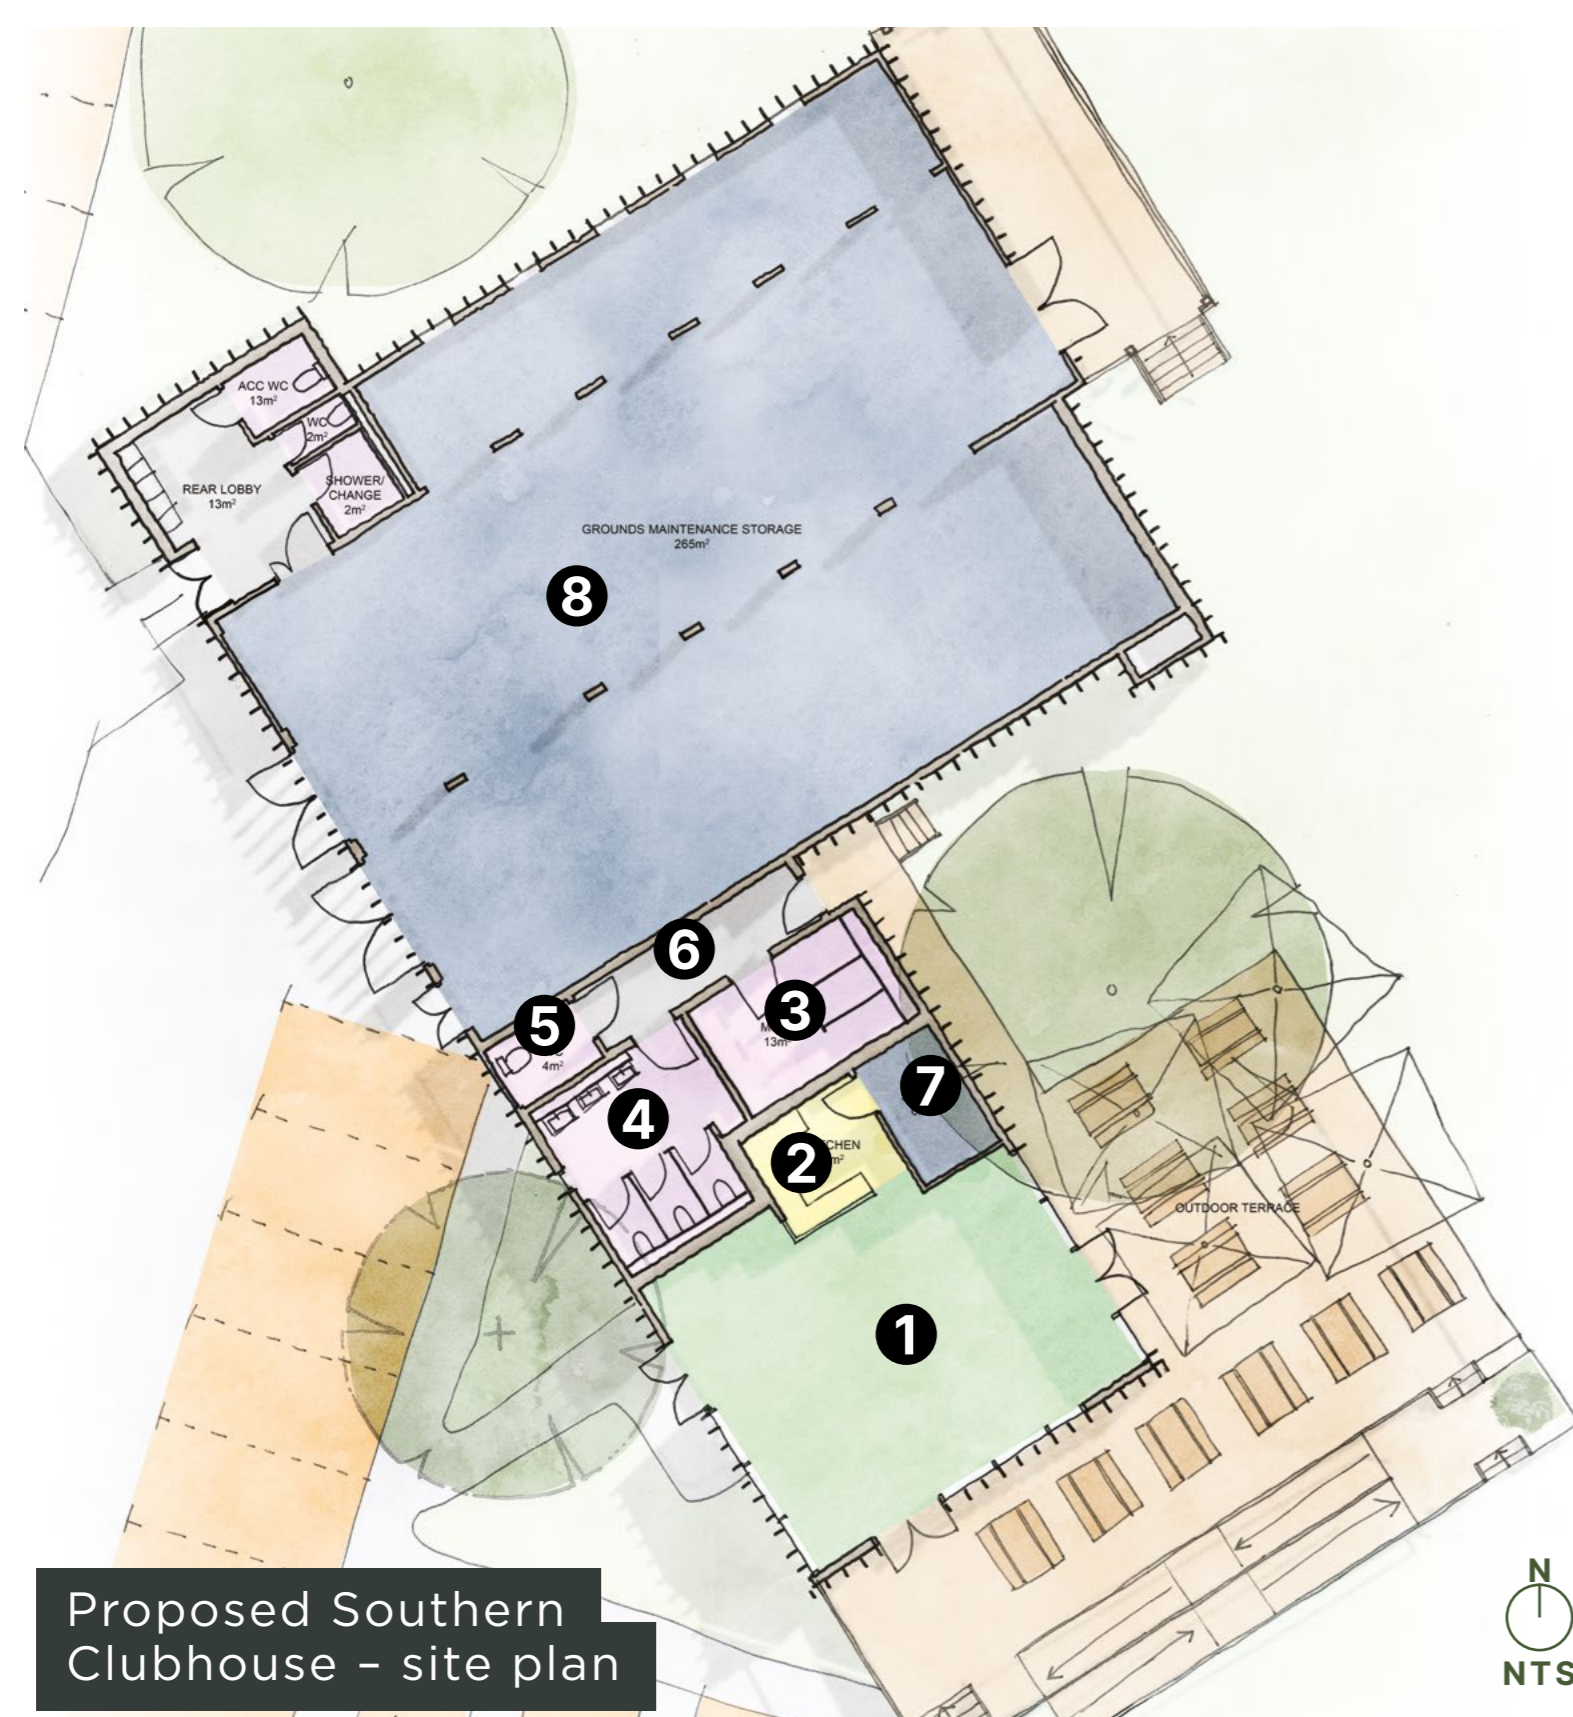 ACC WC
13m²
WC
2m²
SHOWER/
CHANGE
2m²
REAR LOBBY
13m²
GROUNDS MAINTENANCE STORAGE
265m²
8
6
5
4m²
3
13m²
7
4
2
OUTDOOR TERRACE
1
Proposed Southern
Clubhouse – site plan
N
NTS